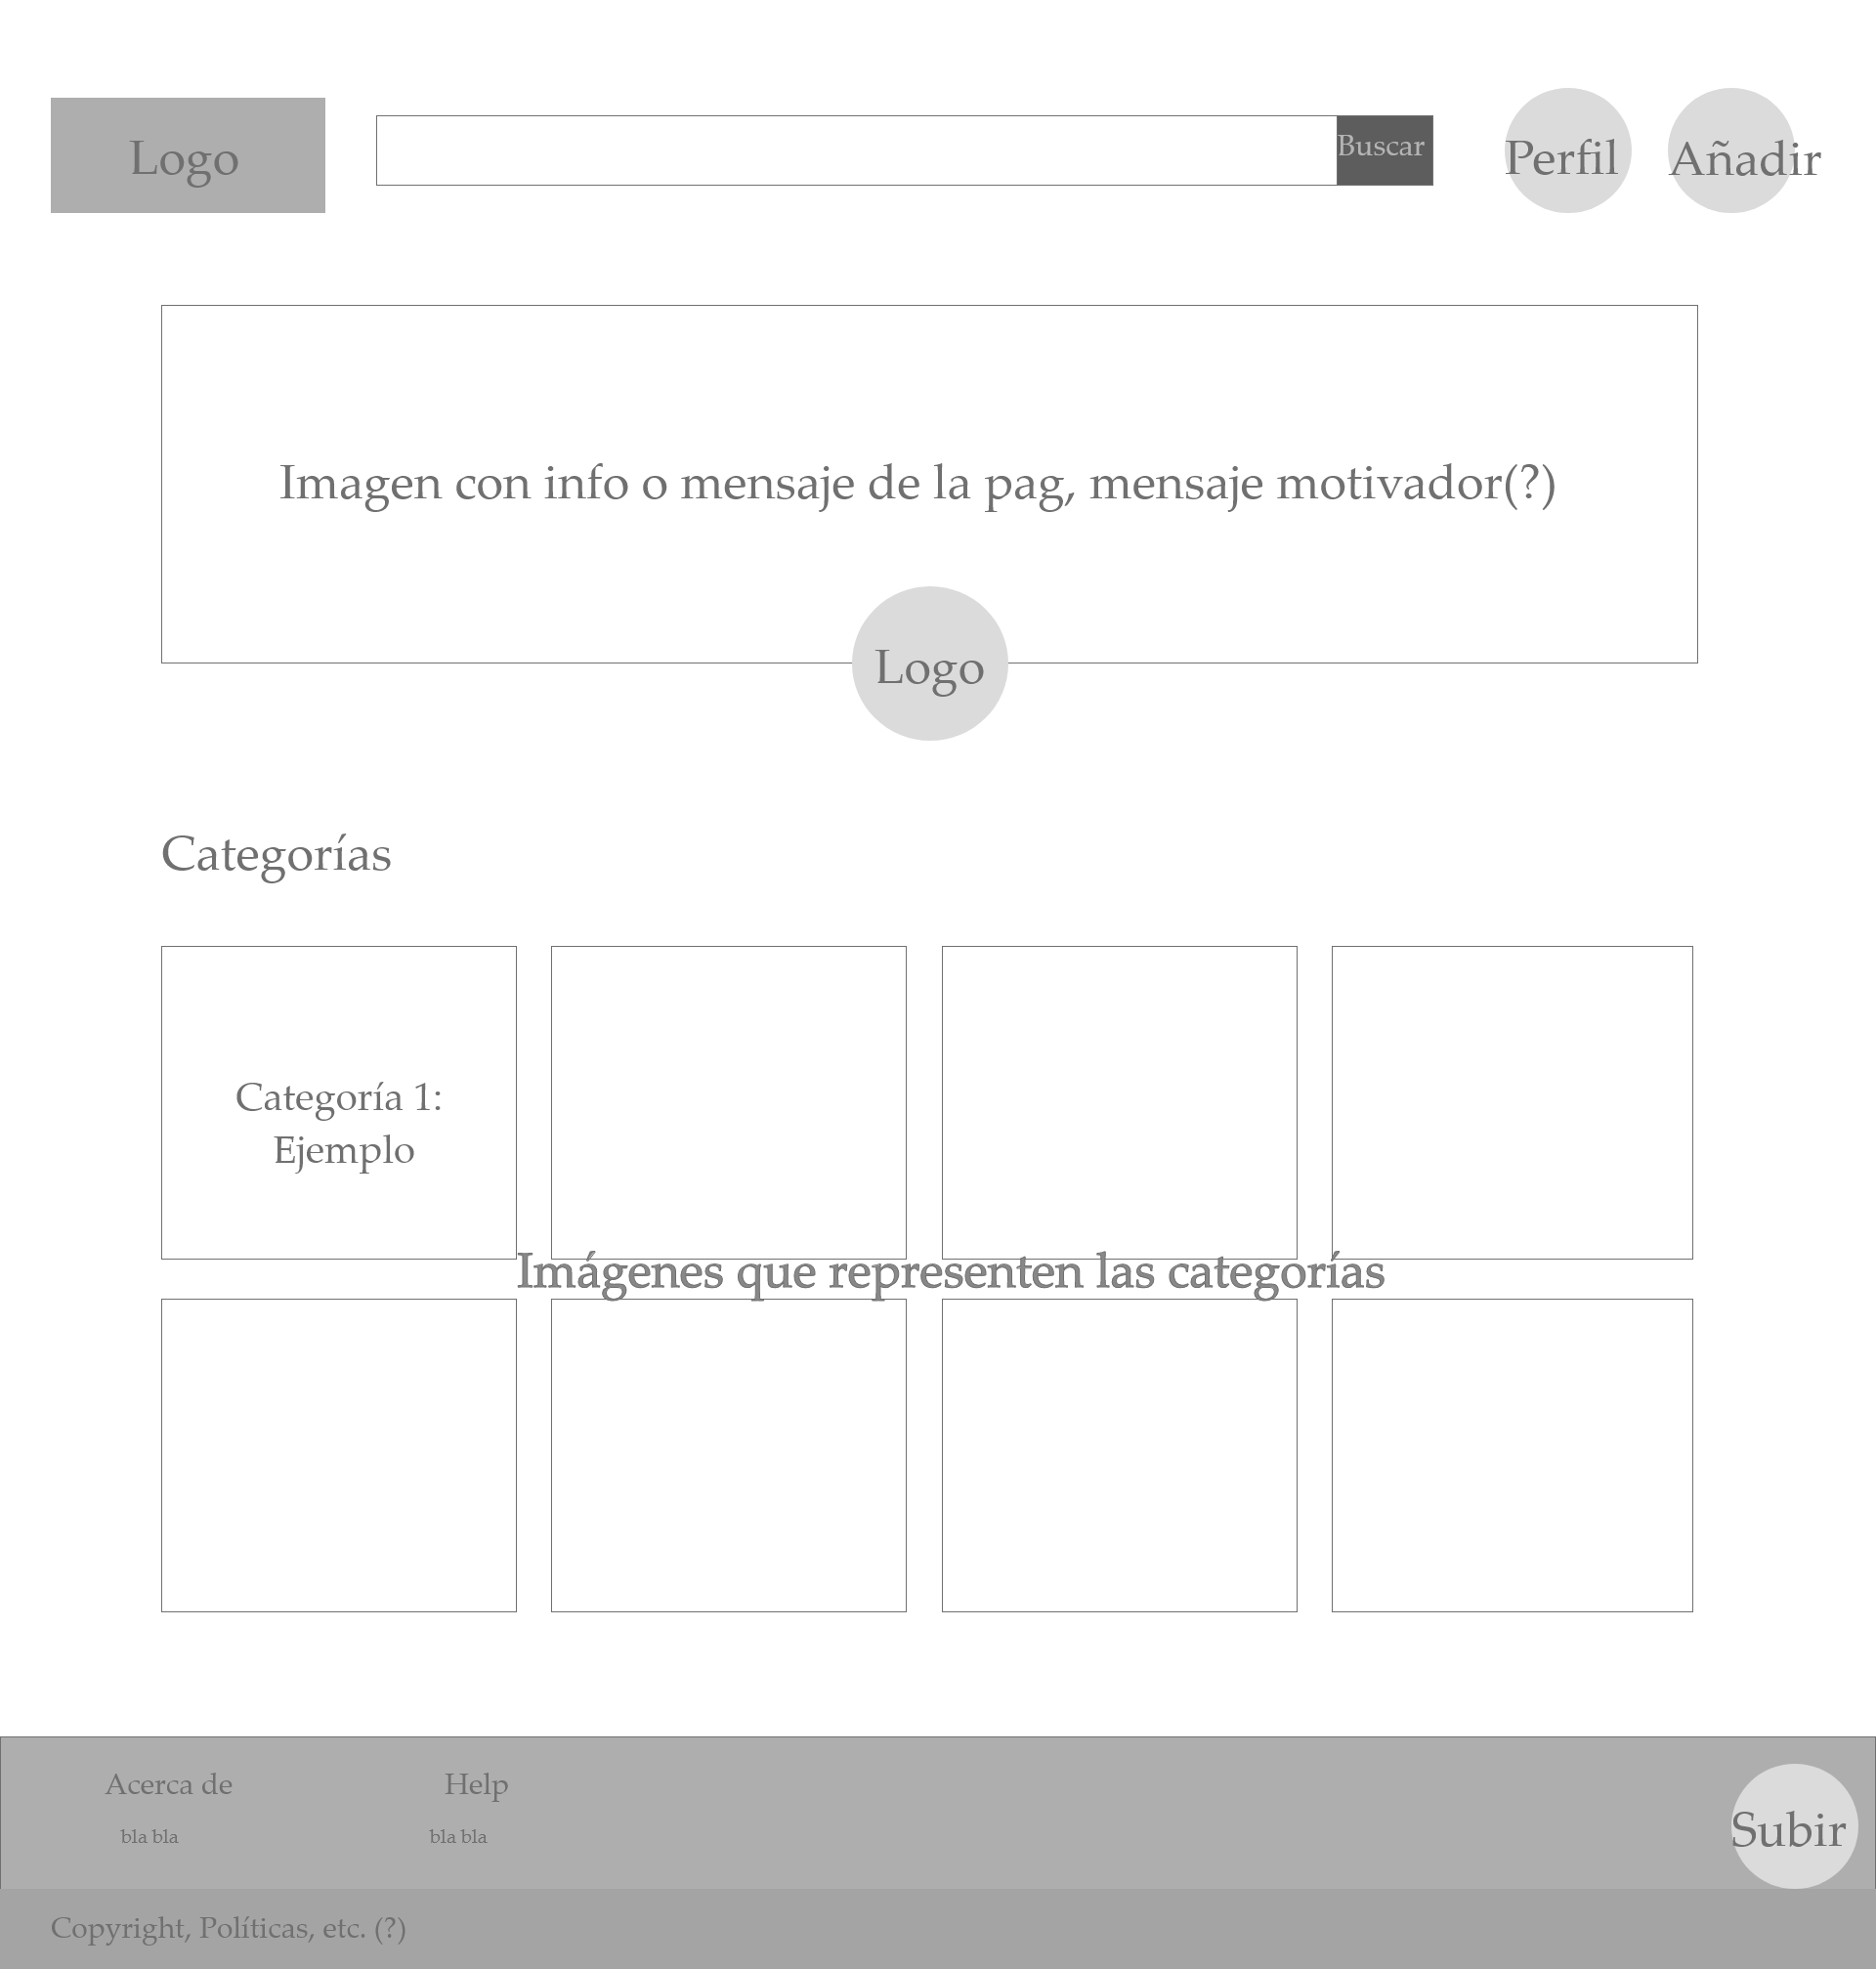 Logo
Buscar
Perfil
Añadir
Imagen con info o mensaje de la pag, mensaje motivador(?)
Logo
Categorías
Categoría 1:
Ejemplo
Imágenes que representen las categorías
Acerca de
Help
bla bla
bla bla
Subir
Copyright, Políticas, etc. (?)